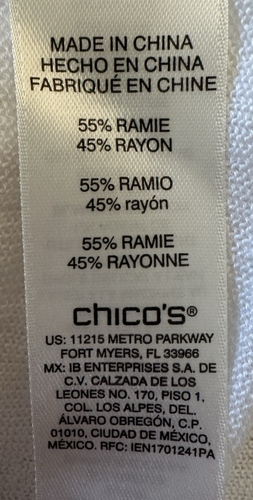 MADE IN CHINA
HECHO EN CHINA
FABRIQUÉ EN CHINE
55% RAMIE
45% RAYON
55% RAMIO
45% rayón
55% RAMIE
45% RAYONNE
chico's®
US: 11215 METRO PARKWAY
FORT MYERS, FL 33966
MX: IB ENTERPRISES S.A. DE
C.V. CALZADA DE LOS
LEONES NO. 170, PISO 1,
COL. LOS ALPES, DEL.
ÁLVARO OBREGÓN, C.P.
01010, CIUDAD DE MÉXICO,
MÉXICO. RFC: IEN1701241PA